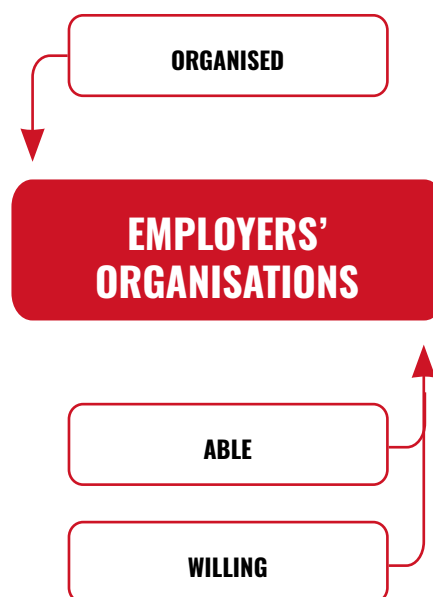 ORGANISED
EMPLOYERS’
ORGANISATIONS
ABLE
WILLING